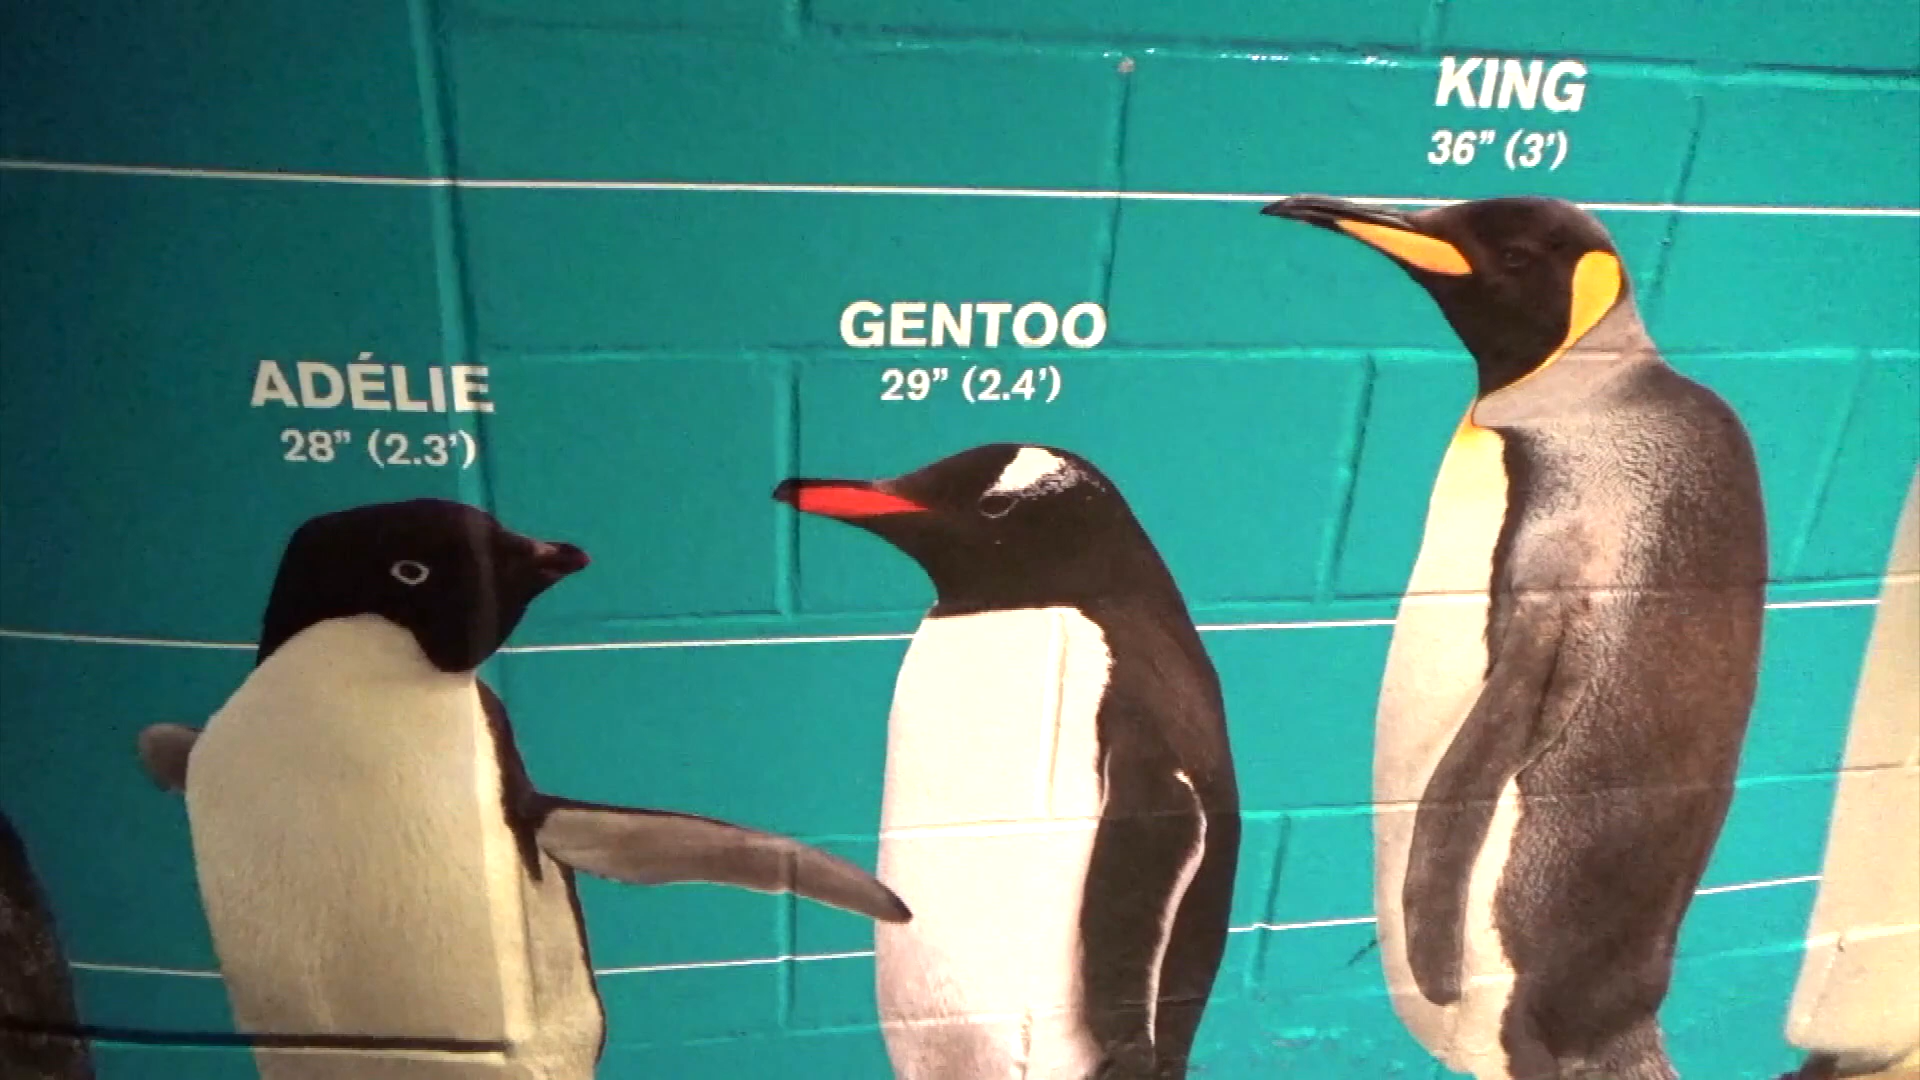 ADÉLIE
28” (2.3’)
GENTOO
29” (2.4’)
KING
36” (3’)